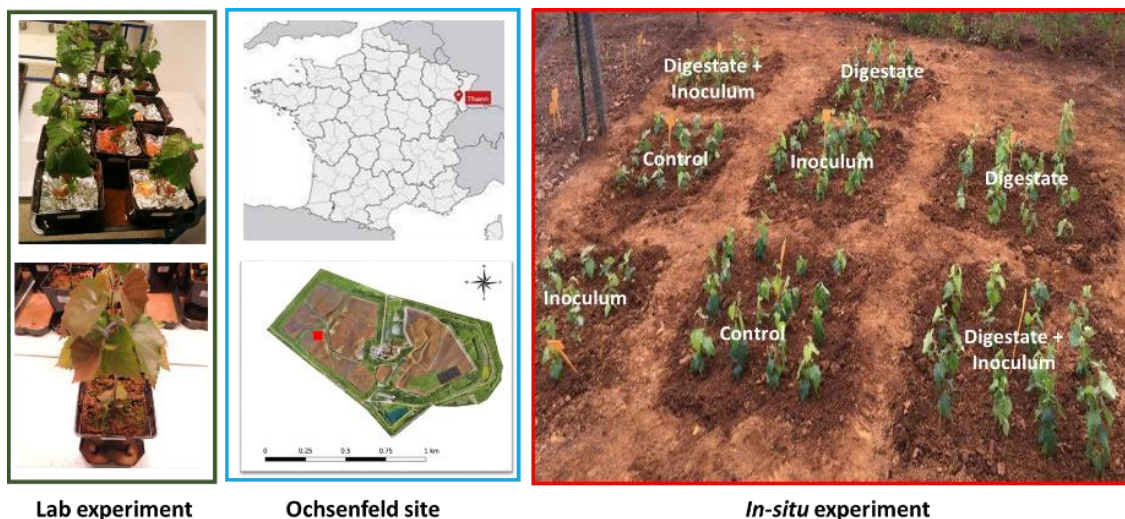 Thann
0 0.25 0.5 0.75 1 km
Digestate +
Inoculum
Digestate
Control
Inoculum
Digestate
Inoculum
Control
Digestate +
Inoculum
Lab experiment
Ochsenfeld site
In-situ experiment